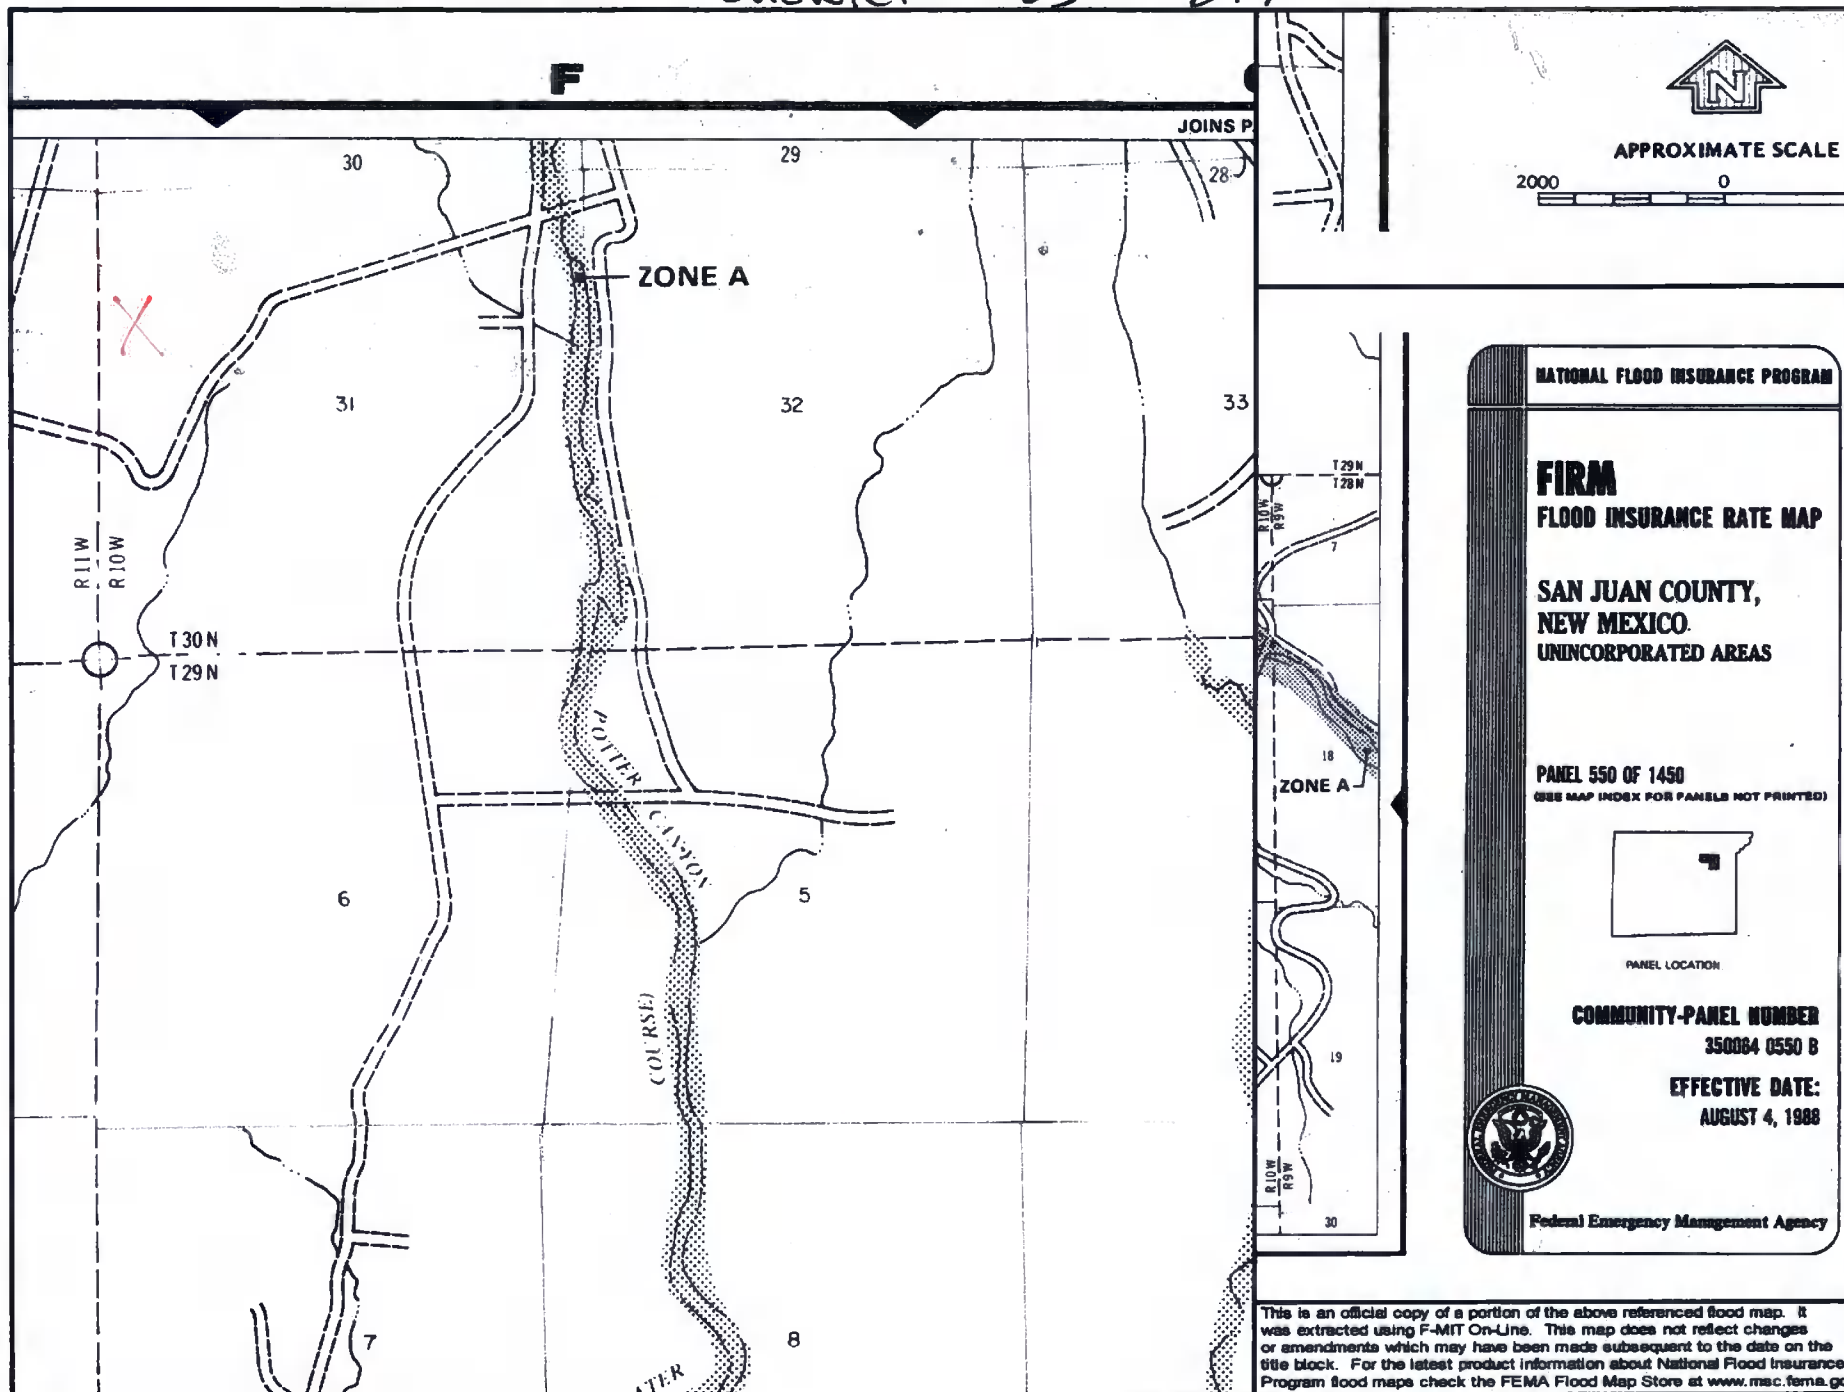 F
JOINS P
30
29
28
ZONE A
31
32
33
R11W
R10W
T30N
T29N
POTTER CANYON
6
5
COURSE)
7
8
ATER
N
APPROXIMATE SCALE
2000 0
T29N
T28N
R10W
R9W
7
18
ZONE A
19
R10W
R9W
30
NATIONAL FLOOD INSURANCE PROGRAM
FIRM
FLOOD INSURANCE RATE MAP
SAN JUAN COUNTY,
NEW MEXICO
UNINCORPORATED AREAS
PANEL 550 OF 1450
(SEE MAP INDEX FOR PANELS NOT PRINTED)
PANEL LOCATION
COMMUNITY-PANEL NUMBER
350064 0550 B
EFFECTIVE DATE:
AUGUST 4, 1988
Federal Emergency Management Agency
This is an official copy of a portion of the above referenced flood map. It
was extracted using F-MIT On-Line. This map does not reflect changes
or amendments which may have been made subsequent to the date on the
title block. For the latest product information about National Flood Insurance
Program flood maps check the FEMA Flood Map Store at www.msc.fema.go